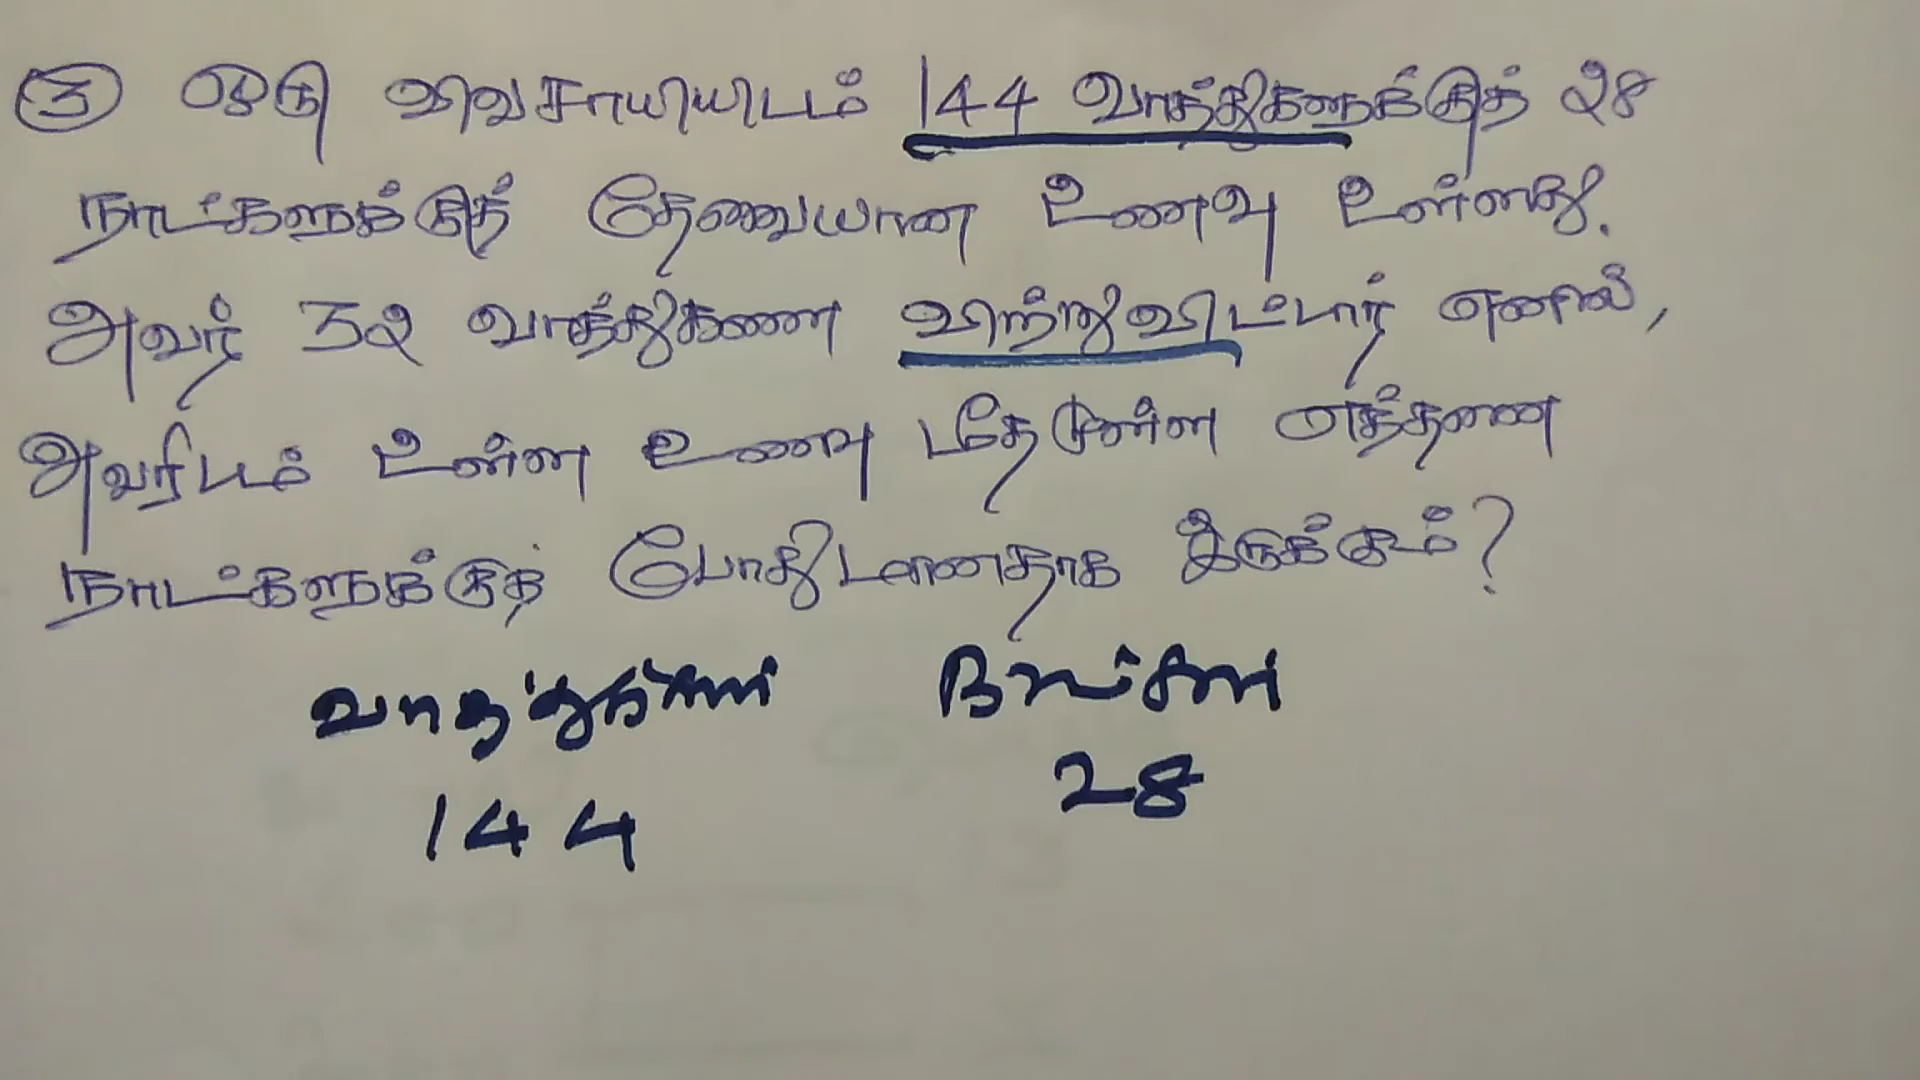 ③ ஒரு விவசாயியிடம் 144 வாத்துகளுக்குத் 28
நாட்களுக்குத் தேவையான உணவு உள்ளது.
அவர் 32 வாத்துகளை விற்றுவிட்டார் எனில்,
அவரிடம் உள்ள உணவு மீதமுள்ள எத்தனை
நாட்களுக்குத் போதுமானதாக இருக்கும்?
வாத்துகள் நாட்கள்
144 28